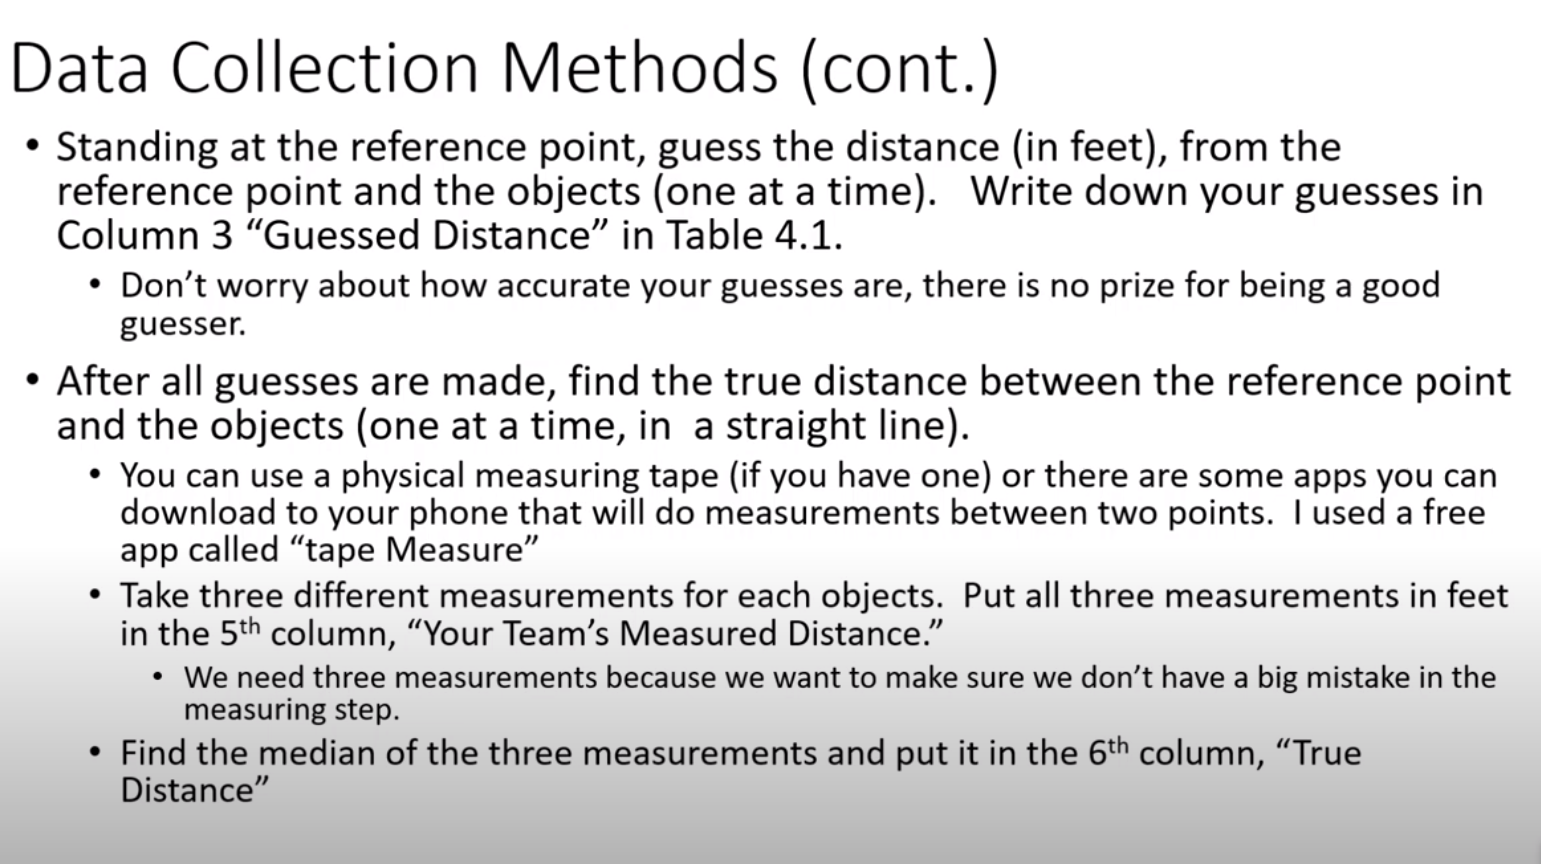 Data Collection Methods (cont.)
• Standing at the reference point, guess the distance (in feet), from the
reference point and the objects (one at a time).   Write down your guesses in
Column 3 “Guessed Distance” in Table 4.1.
• Don’t worry about how accurate your guesses are, there is no prize for being a good
guesser.
• After all guesses are made, find the true distance between the reference point
and the objects (one at a time, in  a straight line).
• You can use a physical measuring tape (if you have one) or there are some apps you can
download to your phone that will do measurements between two points.  I used a free
app called “tape Measure”
• Take three different measurements for each objects.  Put all three measurements in feet
in the 5th column, “Your Team’s Measured Distance.”
• We need three measurements because we want to make sure we don’t have a big mistake in the
measuring step.
• Find the median of the three measurements and put it in the 6th column, “True
Distance”